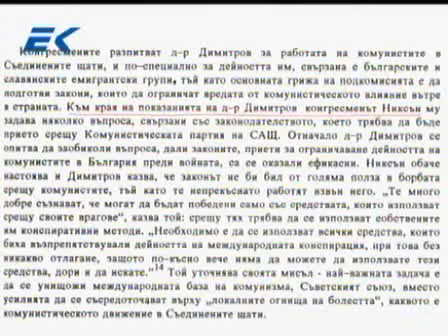 ЕК
Конгресмените разпитват д-р Димитров за работата на комунистите в
Съединените щати, и по-специално за дейността им, свързана с българските и
славянските емигрантски групи, тъй като основната грижа на подкомисията е да
подготви закони, които да ограничат вредата от комунистическото влияние вътре
в страната. Към края на показанията на д-р Димитров конгресменът Никсън му
задава няколко въпроса, свързани със законодателството, което трябва да бъде
прието срещу Комунистическата партия на САЩ. Отначало д-р Димитров се
опитва да заобиколи въпроса, дали законите, приети за ограничаване дейността на
комунистите в България преди войната, са се оказали ефикасни. Никсън обаче
настоява и Димитров казва, че законът не би бил от голяма полза в борбата
срещу комунистите, тъй като те непрекъснато работят извън него. „Те много
добре съзнават, че могат да бъдат победени само със средствата, които използват
срещу своите врагове", казва той: срещу тях трябва да се използват собствените
им конспиративни методи. „Необходимо е да се използват всички средства, които
биха възпрепятствували дейността на международната конспирация, при това без
никакво отлагане, защото по-късно вече няма да можете да използвате тези
средства, дори и да искате."14 Той уточнява своята мисъл - най-важната задача е
да се унищожи международната база на комунизма, Съветският съюз, вместо
усилията да се съсредоточават върху „локалните огнища на болестта", каквото е
комунистическото движение в Съединените щати.